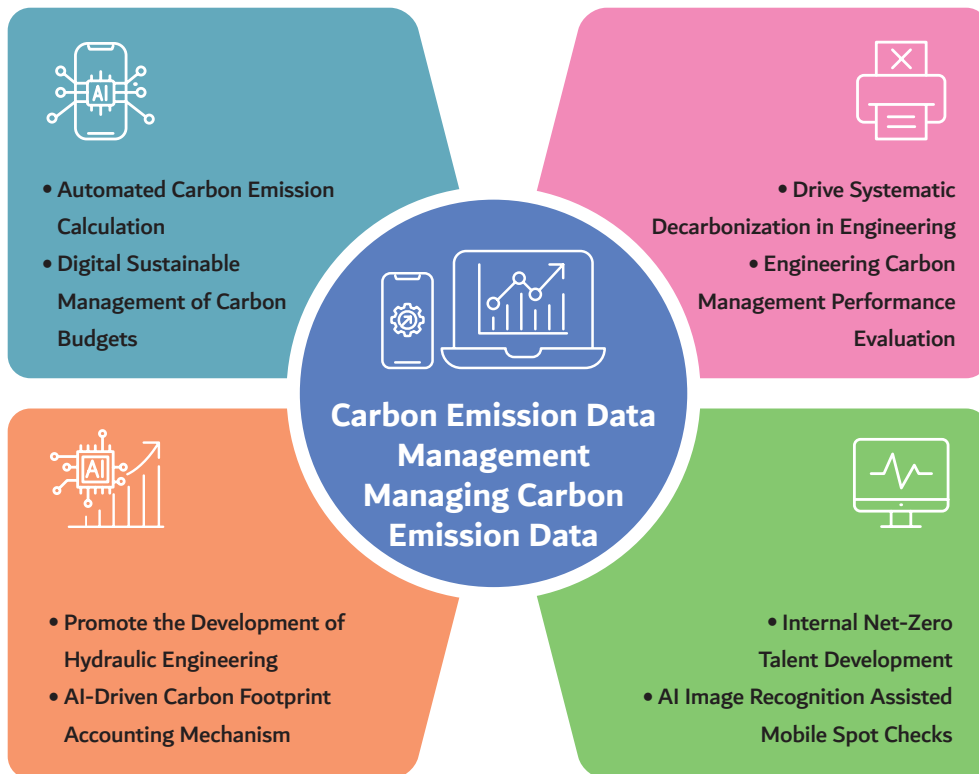 AI
• Automated Carbon Emission
Calculation
• Digital Sustainable
Management of Carbon
Budgets
• Drive Systematic
Decarbonization in Engineering
• Engineering Carbon
Management Performance
Evaluation
Carbon Emission Data
Management
Managing Carbon
Emission Data
AI
• Promote the Development of
Hydraulic Engineering
• AI-Driven Carbon Footprint
Accounting Mechanism
• Internal Net-Zero
Talent Development
• AI Image Recognition Assisted
Mobile Spot Checks